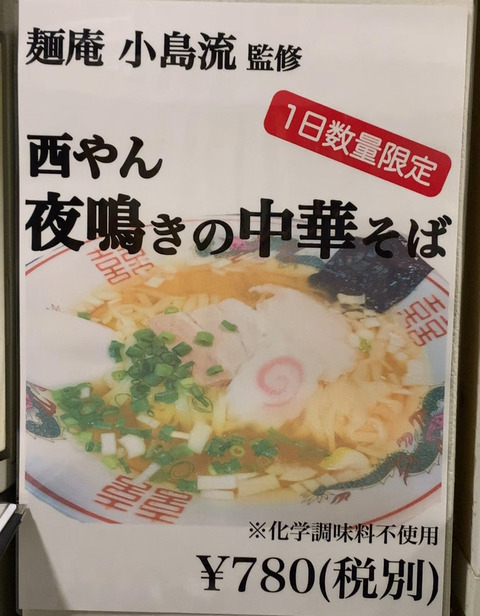 麺庵 小島流 監修
1日数量限定
西やん
夜鳴きの中華そば
※化学調味料不使用
¥780(税別)